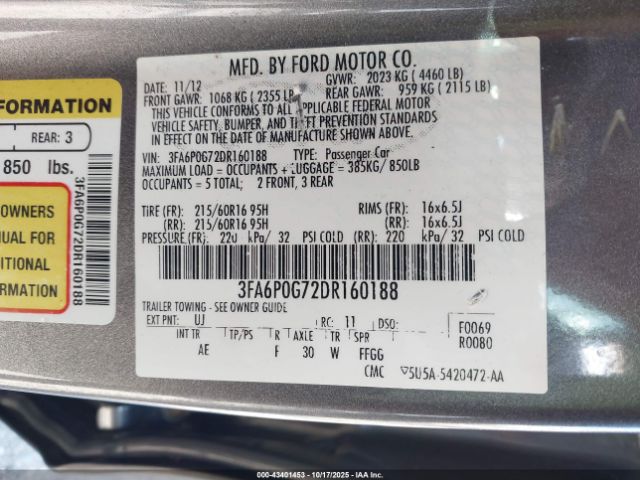 MFD. BY FORD MOTOR CO.
DATE: 11/12 GVWR: 2023 KG ( 4460 LB)
FRONT GAWR: 1068 KG ( 2355 LB REAR GAWR: 959 KG ( 2115 LB)
THIS VEHICLE CONFORMS TO ALL APPLICABLE FEDERAL MOTOR
VEHICLE SAFETY, BUMPER, AND THEFT PREVENTION STANDARDS
IN EFFECT ON THE DATE OF MANUFACTURE SHOWN ABOVE.
VIN: 3FA6P0G72DR160188 TYPE: Passenger Car
MAXIMUM LOAD = OCCUPANTS + LUGGAGE = 385KG/ 850LB
OCCUPANTS = 5 TOTAL; 2 FRONT, 3 REAR
TIRE (FR): 215/60R16 95H RIMS (FR): 16x6.5J
(RR): 215/60R16 95H (RR): 16x6.5J
PRESSURE (FR): 220 kPa/ 32 PSI COLD (RR): 220 kPa/ 32 PSI COLD
3FA6P0G72DR160188
TRAILER TOWING - SEE OWNER GUIDE
EXT PNT: UJ RC: 11 DSO: F0069
R0080
INT TR TP/PS R AXLE TR SPR
AE F 30 W FFGG
CMC 5U5A-5420472-AA
FORMATION
REAR: 3
850 lbs.
OWNERS
UAL FOR
ITIONAL
RMATION
3FA6P0G72DR160188
000-43401453 - 10/17/2025 - IAAI.COM